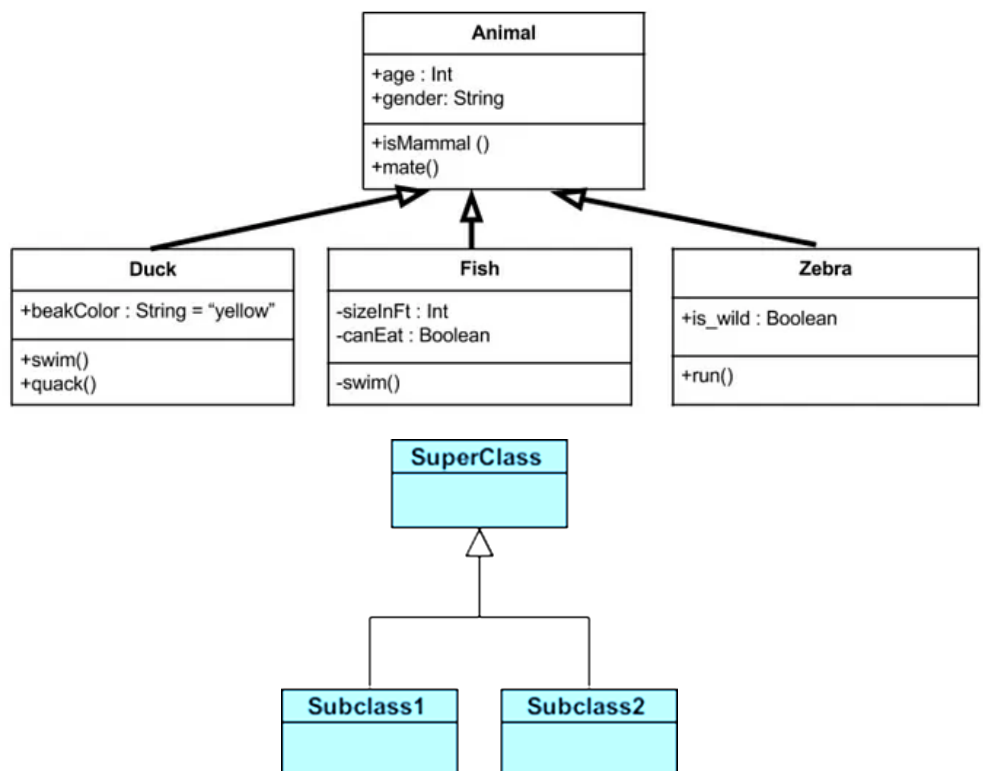 Animal
+age : Int
+gender: String
+isMammal ()
+mate()
Duck
+beakColor : String = “yellow”
+swim()
+quack()
Fish
-sizeInFt : Int
-canEat : Boolean
-swim()
Zebra
+is_wild : Boolean
+run()
SuperClass
Subclass1
Subclass2